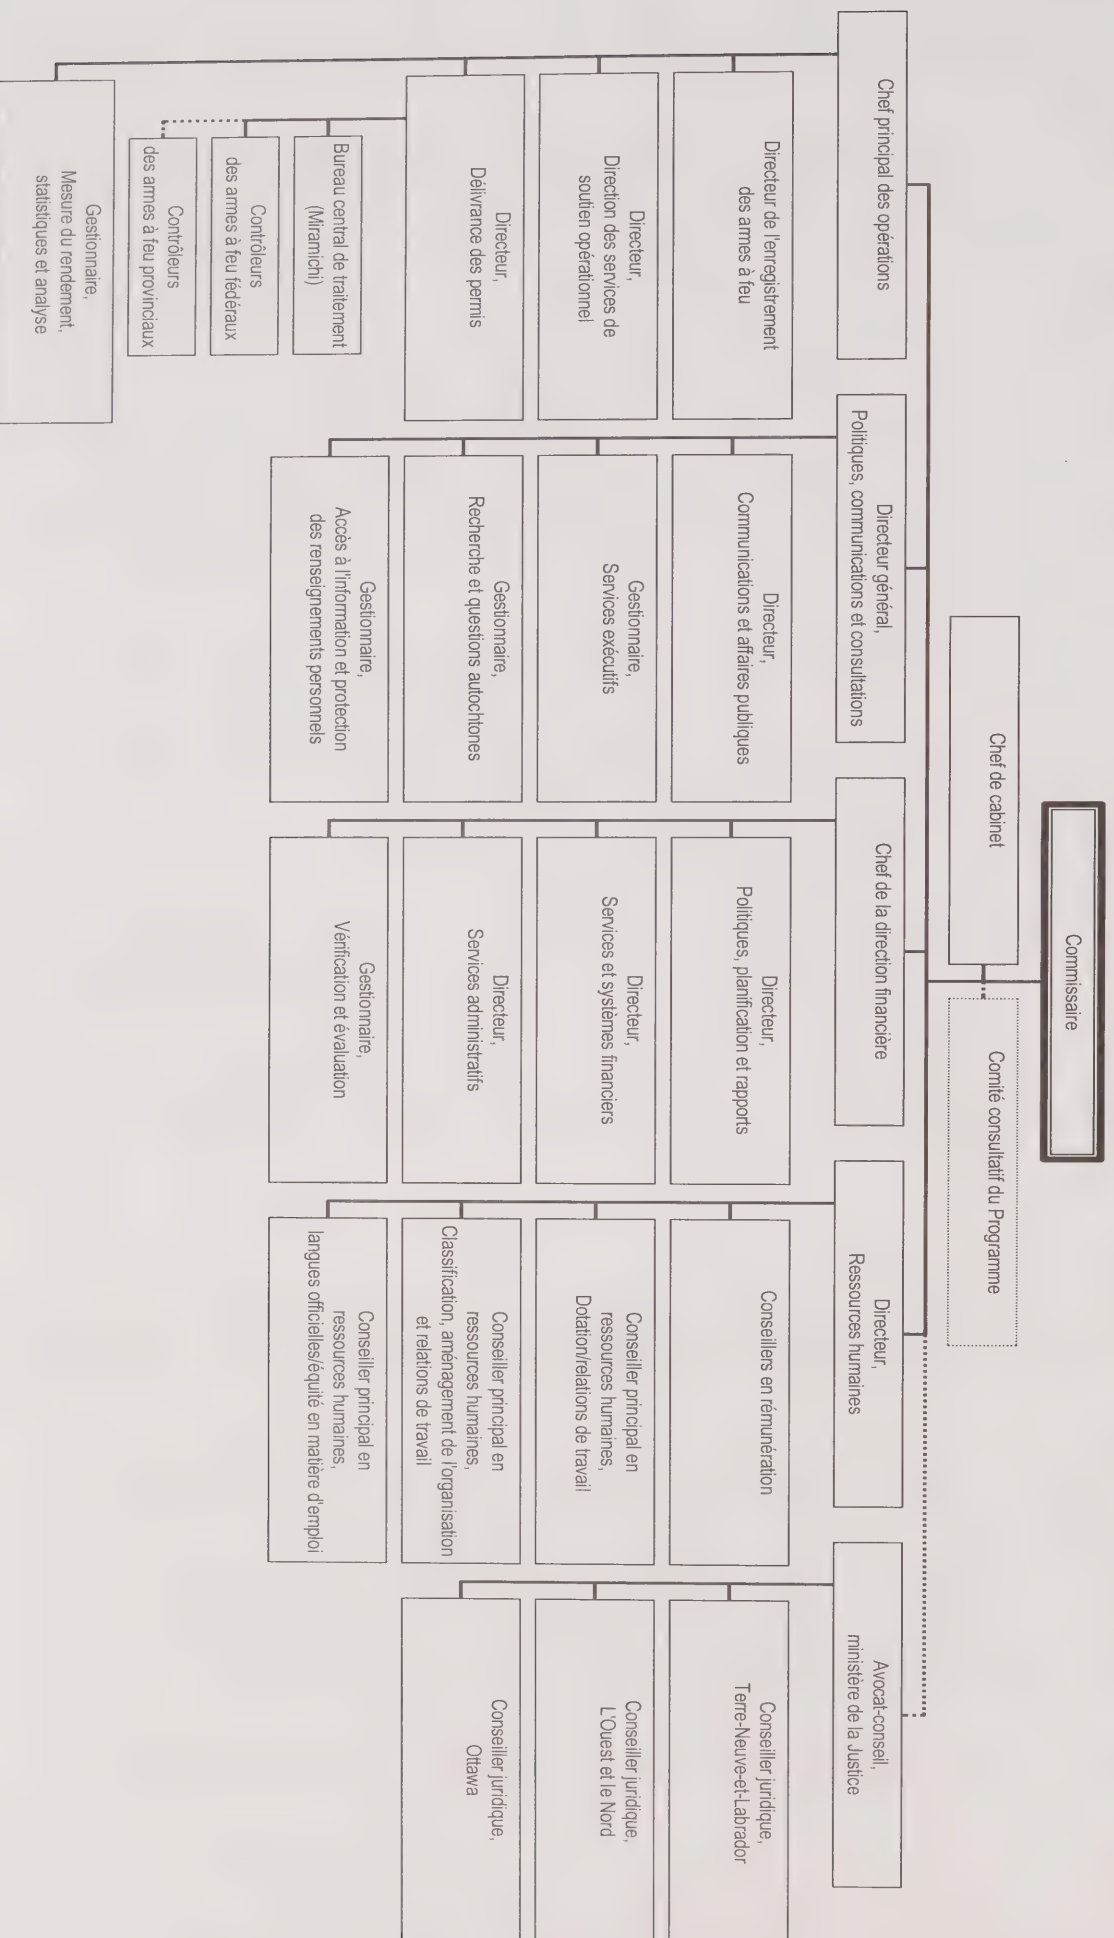 Commissaire
Chef de cabinet
Comité consultatif du Programme
Chef principal des opérations
Directeur de l'enregistrement
des armes à feu
Directeur,
Direction des services de
soutien opérationnel
Directeur,
Délivrance des permis
Bureau central de traitement
(Miramichi)
Contrôleurs
des armes à feu fédéraux
Contrôleurs
des armes à feu provinciaux
Gestionnaire,
Mesure du rendement,
statistiques et analyse
Directeur général,
Politiques, communications et consultations
Directeur,
Communications et affaires publiques
Gestionnaire,
Services exécutifs
Gestionnaire,
Recherche et questions autochtones
Gestionnaire,
Accès à l'information et protection
des renseignements personnels
Chef de la direction financière
Directeur,
Politiques, planification et rapports
Directeur,
Services et systèmes financiers
Directeur,
Services administratifs
Gestionnaire,
Vérification et évaluation
Directeur,
Ressources humaines
Conseillers en rémunération
Conseiller principal en
ressources humaines,
Dotation/relations de travail
Conseiller principal en
ressources humaines,
Classification, aménagement de l'organisation
et relations de travail
Conseiller principal en
ressources humaines,
langues officielles/équité en matière d'emploi
Avocat-conseil,
ministère de la Justice
Conseiller juridique,
Terre-Neuve-et-Labrador
Conseiller juridique,
L'Ouest et le Nord
Conseiller juridique,
Ottawa